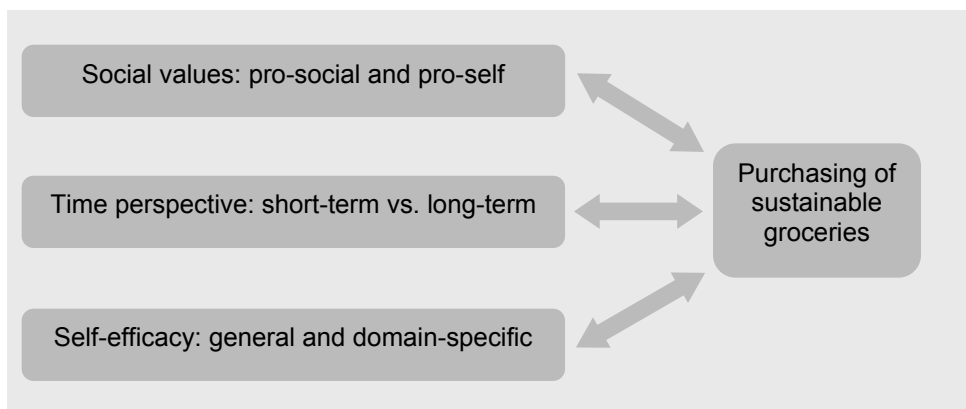 Social values: pro-social and pro-self
Time perspective: short-term vs. long-term
Self-efficacy: general and domain-specific
Purchasing of
sustainable
groceries